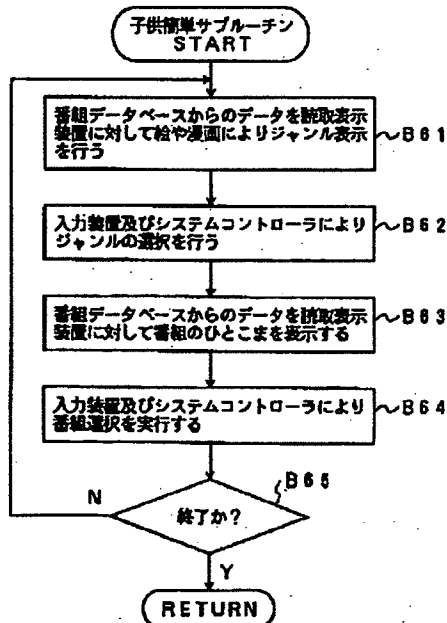 子供簡単サブルーチン
START
番組データベースからのデータを読取表示
装置に対して絵や漫画によりジャンル表示
を行う
B61
入力装置及びシステムコントローラにより
ジャンルの選択を行う
B62
番組データベースからのデータを読取表示
装置に対して番組のひとこまを表示する
B63
入力装置及びシステムコントローラにより
番組選択を実行する
B64
B65
終了か?
N
Y
RETURN